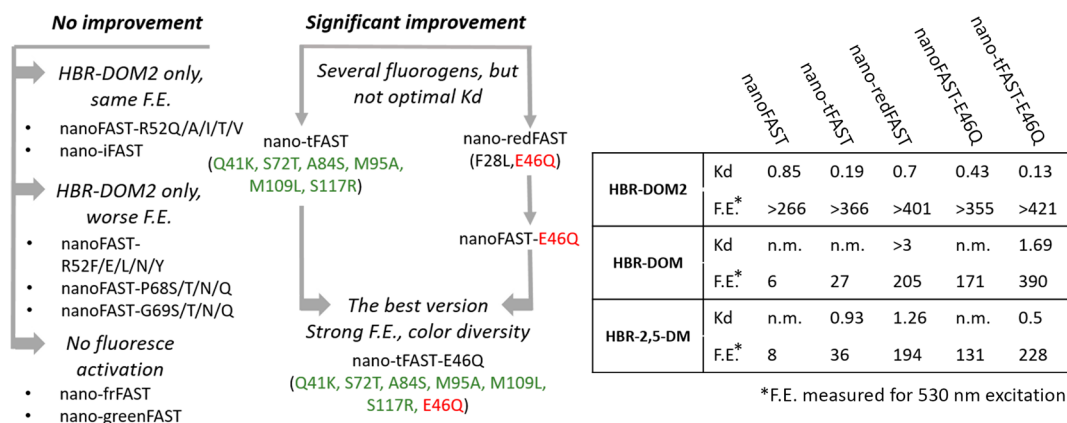 No improvement
HBR-DOM2 only,
same F.E.
• nanoFAST-R52Q/A/I/T/V
• nano-iFAST
HBR-DOM2 only,
worse F.E.
• nanoFAST-
R52F/E/L/N/Y
• nanoFAST-P68S/T/N/Q
• nanoFAST-G69S/T/N/Q
No fluoresce
activation
• nano-frFAST
• nano-greenFAST
Significant improvement
Several fluorogens, but
not optimal Kd
nano-tFAST
(Q41K, S72T, A84S, M95A,
M109L, S117R)
nano-redFAST
(F28L,E46Q)
nanoFAST-E46Q
The best version
Strong F.E., color diversity
nano-tFAST-E46Q
(Q41K, S72T, A84S, M95A, M109L,
S117R, E46Q)
nanoFAST nano-tFAST nano-redFAST nanoFAST-E46Q nano-tFAST-E46Q
HBR-DOM2
Kd 0.85 0.19 0.7 0.43 0.13
F.E.* >266 >366 >401 >355 >421
HBR-DOM
Kd n.m. n.m. >3 n.m. 1.69
F.E.* 6 27 205 171 390
HBR-2,5-DM
Kd n.m. 0.93 1.26 n.m. 0.5
F.E.* 8 36 194 131 228
*F.E. measured for 530 nm excitation